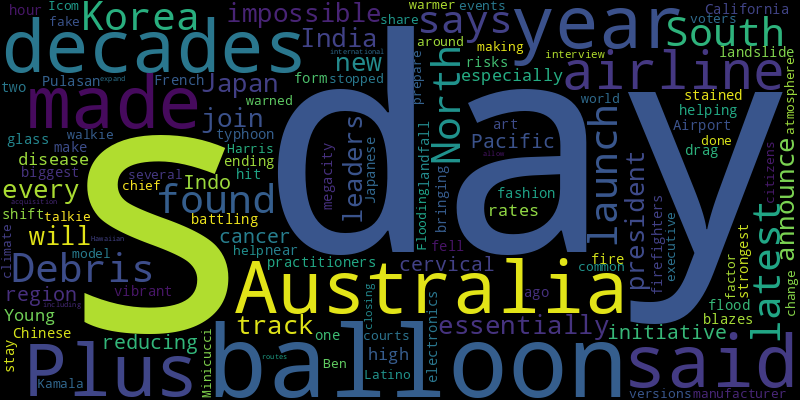 hour
Icom
fake
Korea
impossible
says
year
warmer
events
share
voters
California
decades
India
around
South
new
making
interview
landslide
international
Pulasan
French
two
expand
Japan
form
stopped
especially
risks
airline
North
prepare
atmosphere
made
warned
join
typhoon
art
Pacific
world
helping
stained
Airport
done
drag
glass
walkie
make
disease
biggest
Harris
ending
hit
megacity
leaders
Japanese
landfall
Flooding
bringing
launch
president
citizens
announce
S
day
several
chief
every
acquisition
Indo
found
allow
fashion
rates
firefighters
executive
latest
shift
talkie
battling
will
Hawaiian
cancer
helpnear
fell
fire
common
factor
strongest
change
climate
model
Debris
practitioners
cervical
region
vibrant
including
Australia
ago
flood
blazes
Young
Chinese
reducing
track
closing
electronics
essentially
initiative
stay
Plus
Minicucci
balloon
one
courts
high
said
routes
Ben
Latino
Kamala
versions
manufacturer